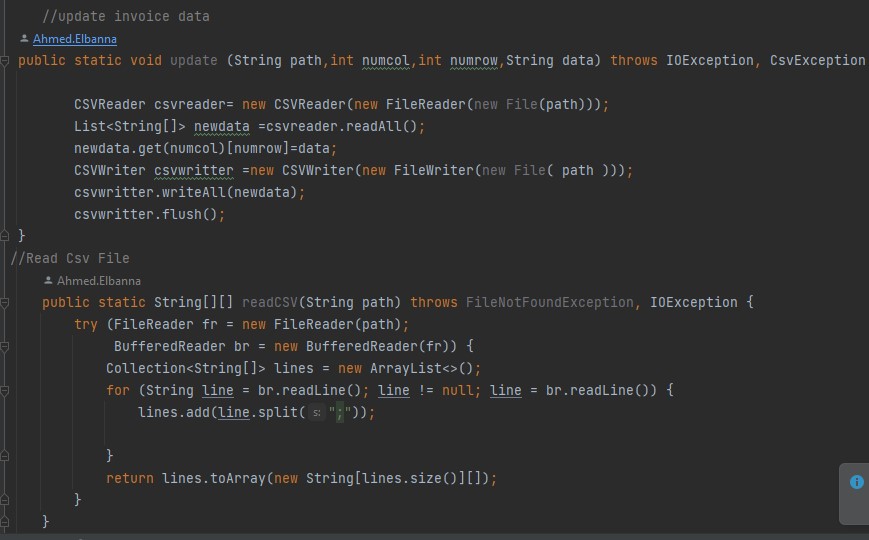 //update invoice data
Ahmed.Elbanna
public static void update (String path,int numcol,int numrow,String data) throws IOException, CsvException
CSVReader csvreader= new CSVReader(new FileReader(new File(path)));
List<String[]> newdata =csvreader.readAll();
newdata.get(numcol)[numrow]=data;
CSVWriter csvwritter =new CSVWriter(new FileWriter(new File( path )));
csvwritter.writeAll(newdata);
csvwritter.flush();
}
//Read Csv File
Ahmed.Elbanna
public static String[][] readCSV(String path) throws FileNotFoundException, IOException {
try (FileReader fr = new FileReader(path);
BufferedReader br = new BufferedReader(fr)) {
Collection<String[]> lines = new ArrayList<>();
for (String line = br.readLine(); line != null; line = br.readLine()) {
lines.add(line.split( s: ";"));
}
return lines.toArray(new String[lines.size()][]);
}
}